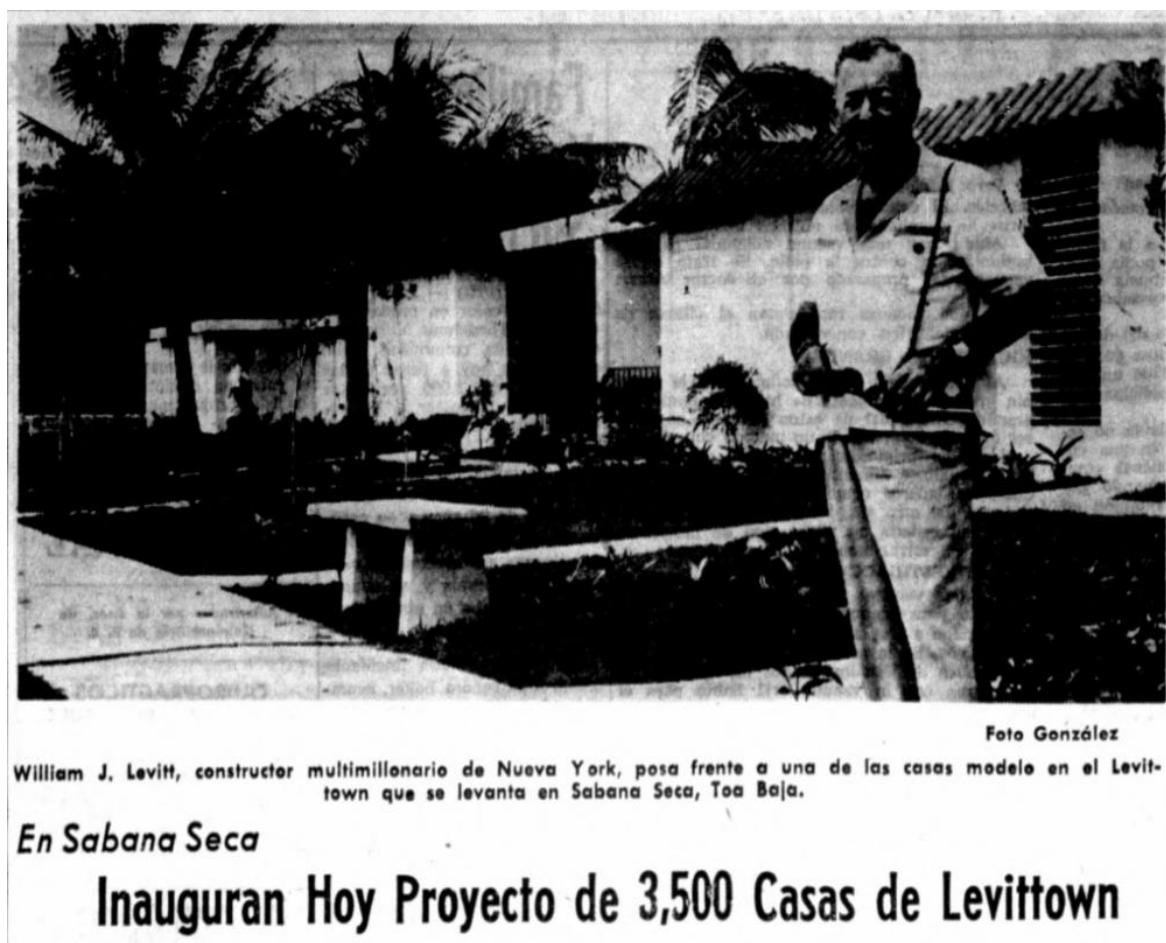 Foto González
William J. Levitt, constructor multimillonario de Nueva York, posa frente a una de las casas modelo en el Levit-
town que se levanta en Sabana Seca, Toa Baja.
En Sabana Seca
Inauguran Hoy Proyecto de 3,500 Casas de Levittown